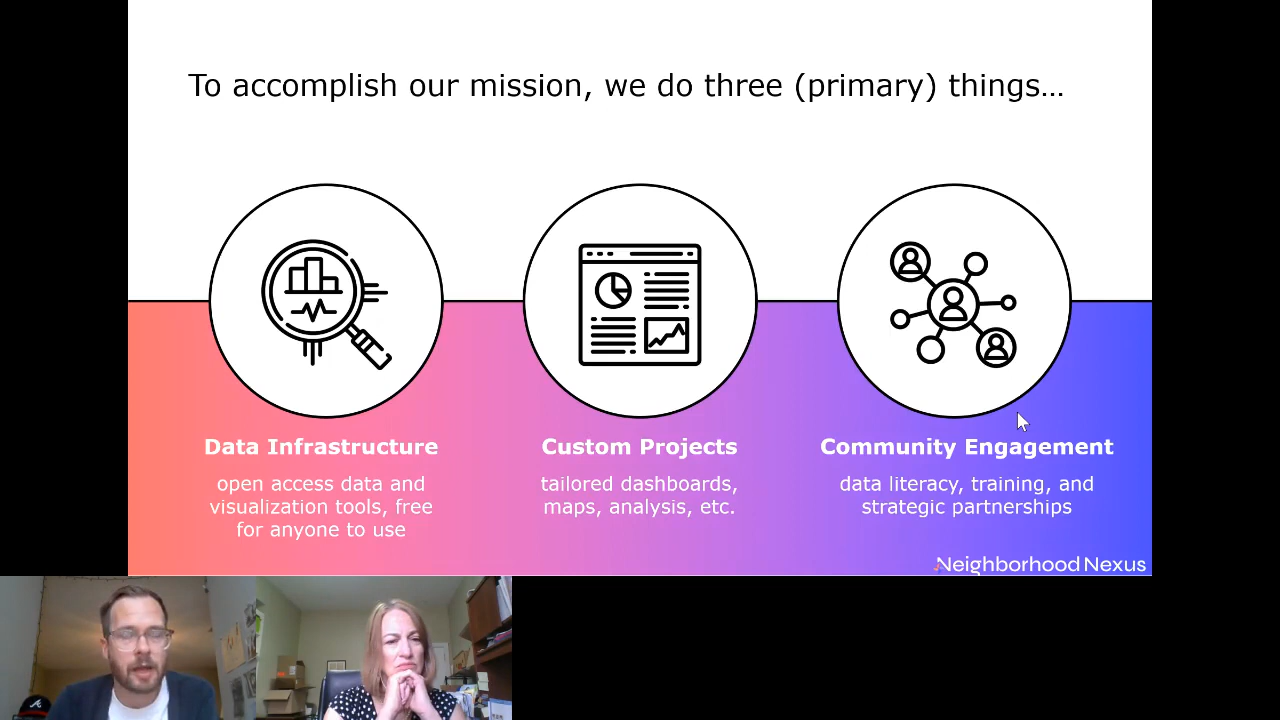 To accomplish our mission, we do three (primary) things…
Data Infrastructure
open access data and
visualization tools, free
for anyone to use
Custom Projects
tailored dashboards,
maps, analysis, etc.
Community Engagement
data literacy, training, and
strategic partnerships
Neighborhood Nexus